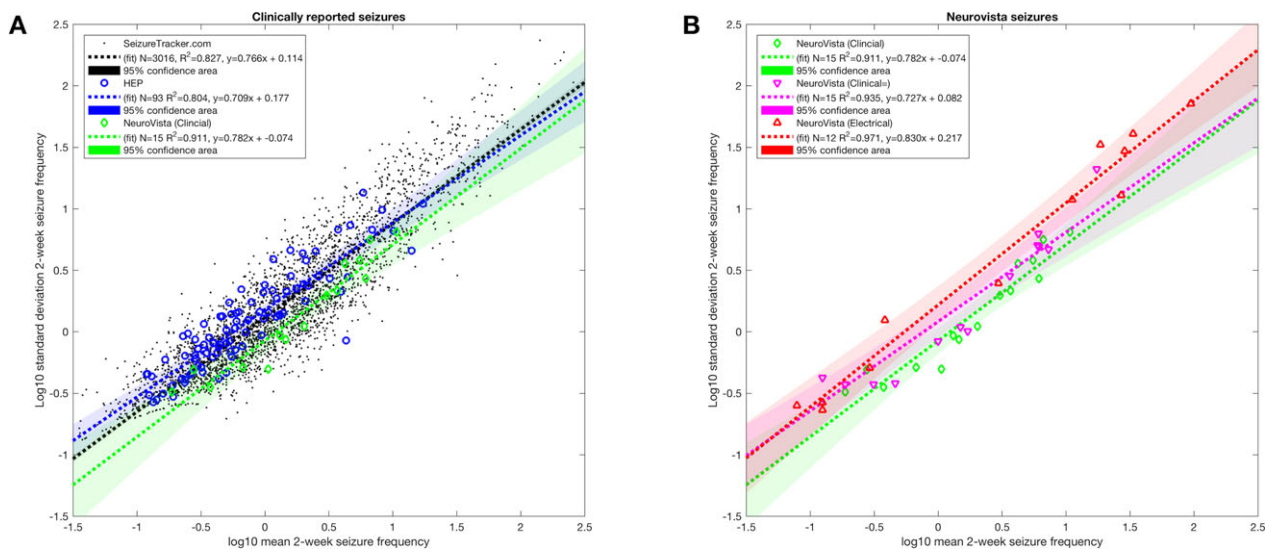 A
Clinically reported seizures
2.5
2
1.5
1
0.5
0
-0.5
-1
-1.5
Log10 standard deviation 2-week seizure frequency
SeizureTracker.com
(fit) N=3016, R²=0.827, y=0.766x + 0.114
95% confidence area
HEP
(fit) N=93 R²=0.804, y=0.709x + 0.177
95% confidence area
NeuroVista (Clincial)
(fit) N=15 R²=0.911, y=0.782x + -0.074
95% confidence area
-1.5 -1 -0.5 0 0.5 1 1.5 2 2.5
log10 mean 2-week seizure frequency
B
Neurovista seizures
2.5
2
1.5
1
0.5
0
-0.5
-1
-1.5
Log10 standard deviation 2-week seizure frequency
NeuroVista (Clincial)
(fit) N=15 R²=0.911, y=0.782x + -0.074
95% confidence area
NeuroVista (Clinical=)
(fit) N=15 R²=0.935, y=0.727x + 0.082
95% confidence area
NeuroVista (Electrical)
(fit) N=12 R²=0.971, y=0.830x + 0.217
95% confidence area
-1.5 -1 -0.5 0 0.5 1 1.5 2 2.5
log10 mean 2-week seizure frequency